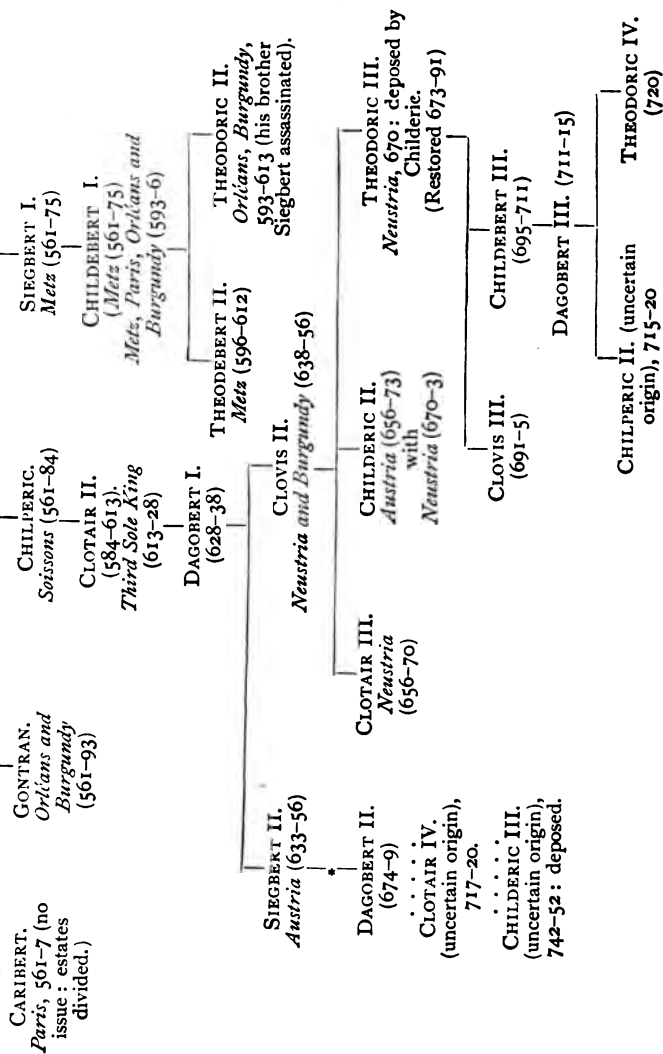 CARIBERT.
Paris, 561–7 (no
issue : estates
divided.)
GONTRAN.
Orléans and
Burgundy
(561–93)
CHILPERIC.
Soissons (561–84)
CLOTAIR II.
(584–613).
Third Sole King
(613–28)
DAGOBERT I.
(628–38)
SIEGBERT I.
Metz (561–75)
CHILDEBERT I.
(Metz (561–75)
Metz, Paris, Orléans and
Burgundy (593–6)
THEODEBERT II.
Metz (596–612)
THEODORIC II.
Orléans, Burgundy,
593–613 (his brother
Siegbert assassinated).
SIEGBERT II.
Austria (633–56)
*
DAGOBERT II.
(674–9)
. . . . . .
CLOTAIR IV.
(uncertain origin),
717–20.
. . . . . .
CHILDERIC III.
(uncertain origin),
742–52 : deposed.
CLOVIS II.
Neustria and Burgundy (638–56)
CLOTAIR III.
Neustria
(656–70)
CHILDERIC II.
Austria (656–73)
with
Neustria (670–3)
THEODORIC III.
Neustria, 670 : deposed by
Childeric.
(Restored 673–91)
CLOVIS III.
(691–5)
CHILDEBERT III.
(695–711)
DAGOBERT III. (711–15)
CHILPERIC II. (uncertain
origin), 715–20
THEODORIC IV.
(720)